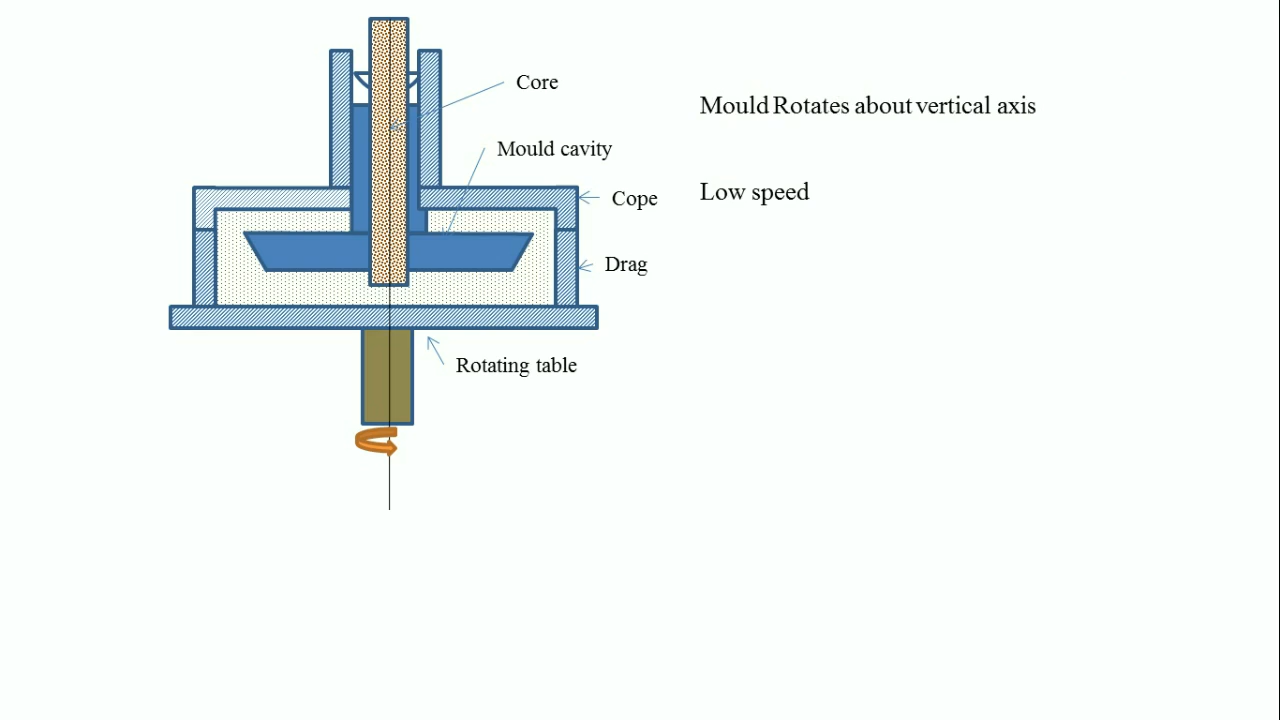 Core
Mould Rotates about vertical axis
Mould cavity
Low speed
Cope
Drag
Rotating table